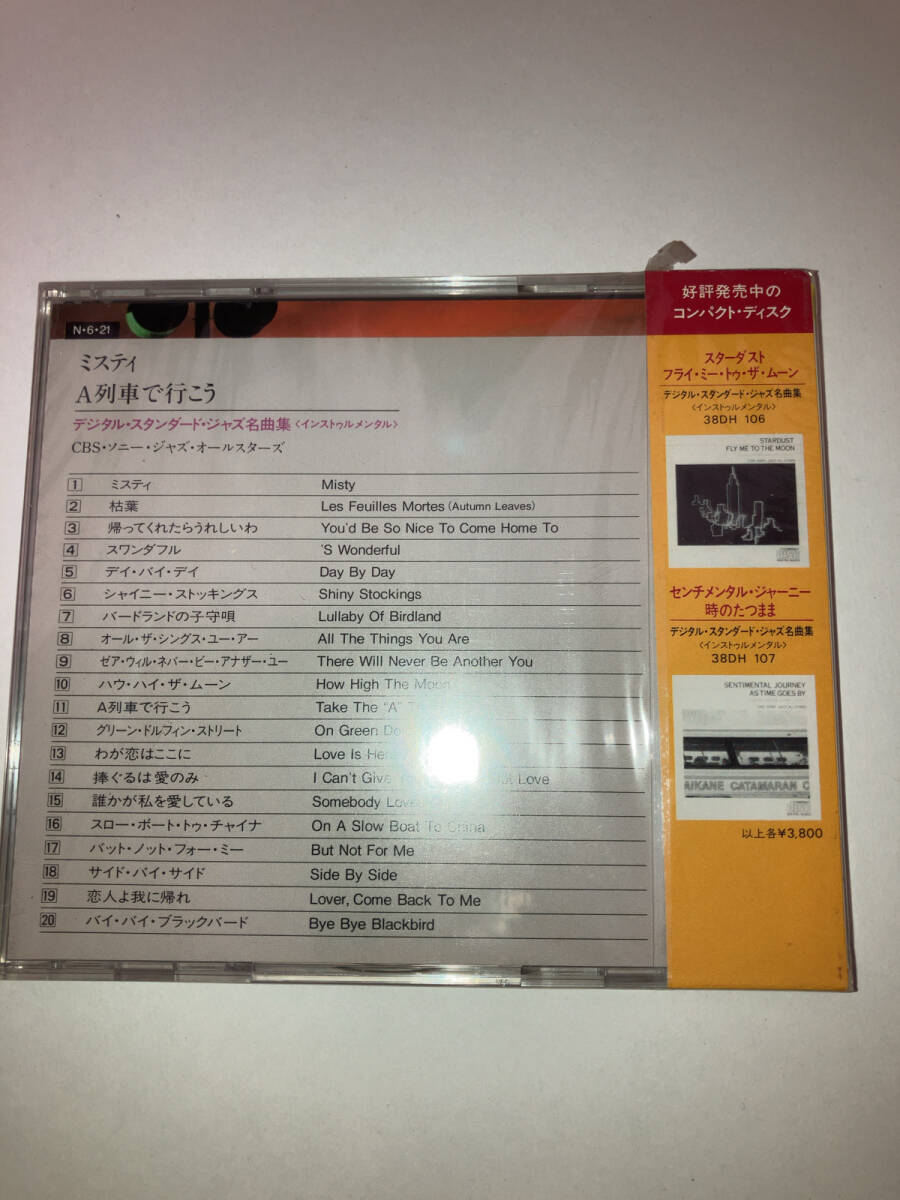 N・6・21
ミスティ
A列車で行こう
デジタル・スタンダード・ジャズ名曲集〈インストゥルメンタル〉
CBS・ソニー・ジャズ・オールスターズ
1 ミスティ Misty
2 枯葉 Les Feuilles Mortes (Autumn Leaves)
3 帰ってくれたらうれしいわ You'd Be So Nice To Come Home To
4 スワンダフル 'S Wonderful
5 デイ・バイ・デイ Day By Day
6 シャイニー・ストッキングス Shiny Stockings
7 バードランドの子守唄 Lullaby Of Birdland
8 オール・ザ・シングス・ユー・アー All The Things You Are
9 ゼア・ウィル・ネバー・ビー・アナザー・ユー There Will Never Be Another You
10 ハウ・ハイ・ザ・ムーン How High The Moon
11 A列車で行こう Take The "A"
12 グリーン・ドルフィン・ストリート On Green
13 わが恋はここに Love Is
14 捧ぐるは愛のみ I Can't Give Love
15 誰かが私を愛している Somebody
16 スロー・ボート・トゥ・チャイナ On A Slow Boat To China
17 バット・ノット・フォー・ミー But Not For Me
18 サイド・バイ・サイド Side By Side
19 恋人よ我に帰れ Lover, Come Back To Me
20 バイ・バイ・ブラックバード Bye Bye Blackbird
好評発売中の
コンパクト・ディスク
スターダスト
フライ・ミー・トゥ・ザ・ムーン
デジタル・スタンダード・ジャズ名曲集
〈インストゥルメンタル〉
38DH 106
STARDUST
FLY ME TO THE MOON
センチメンタル・ジャーニー
時のたつまま
デジタル・スタンダード・ジャズ名曲集
〈インストゥルメンタル〉
38DH 107
SENTIMENTAL JOURNEY
AS TIME GOES BY
AIKANE CATAMARAN C
以上各¥3,800